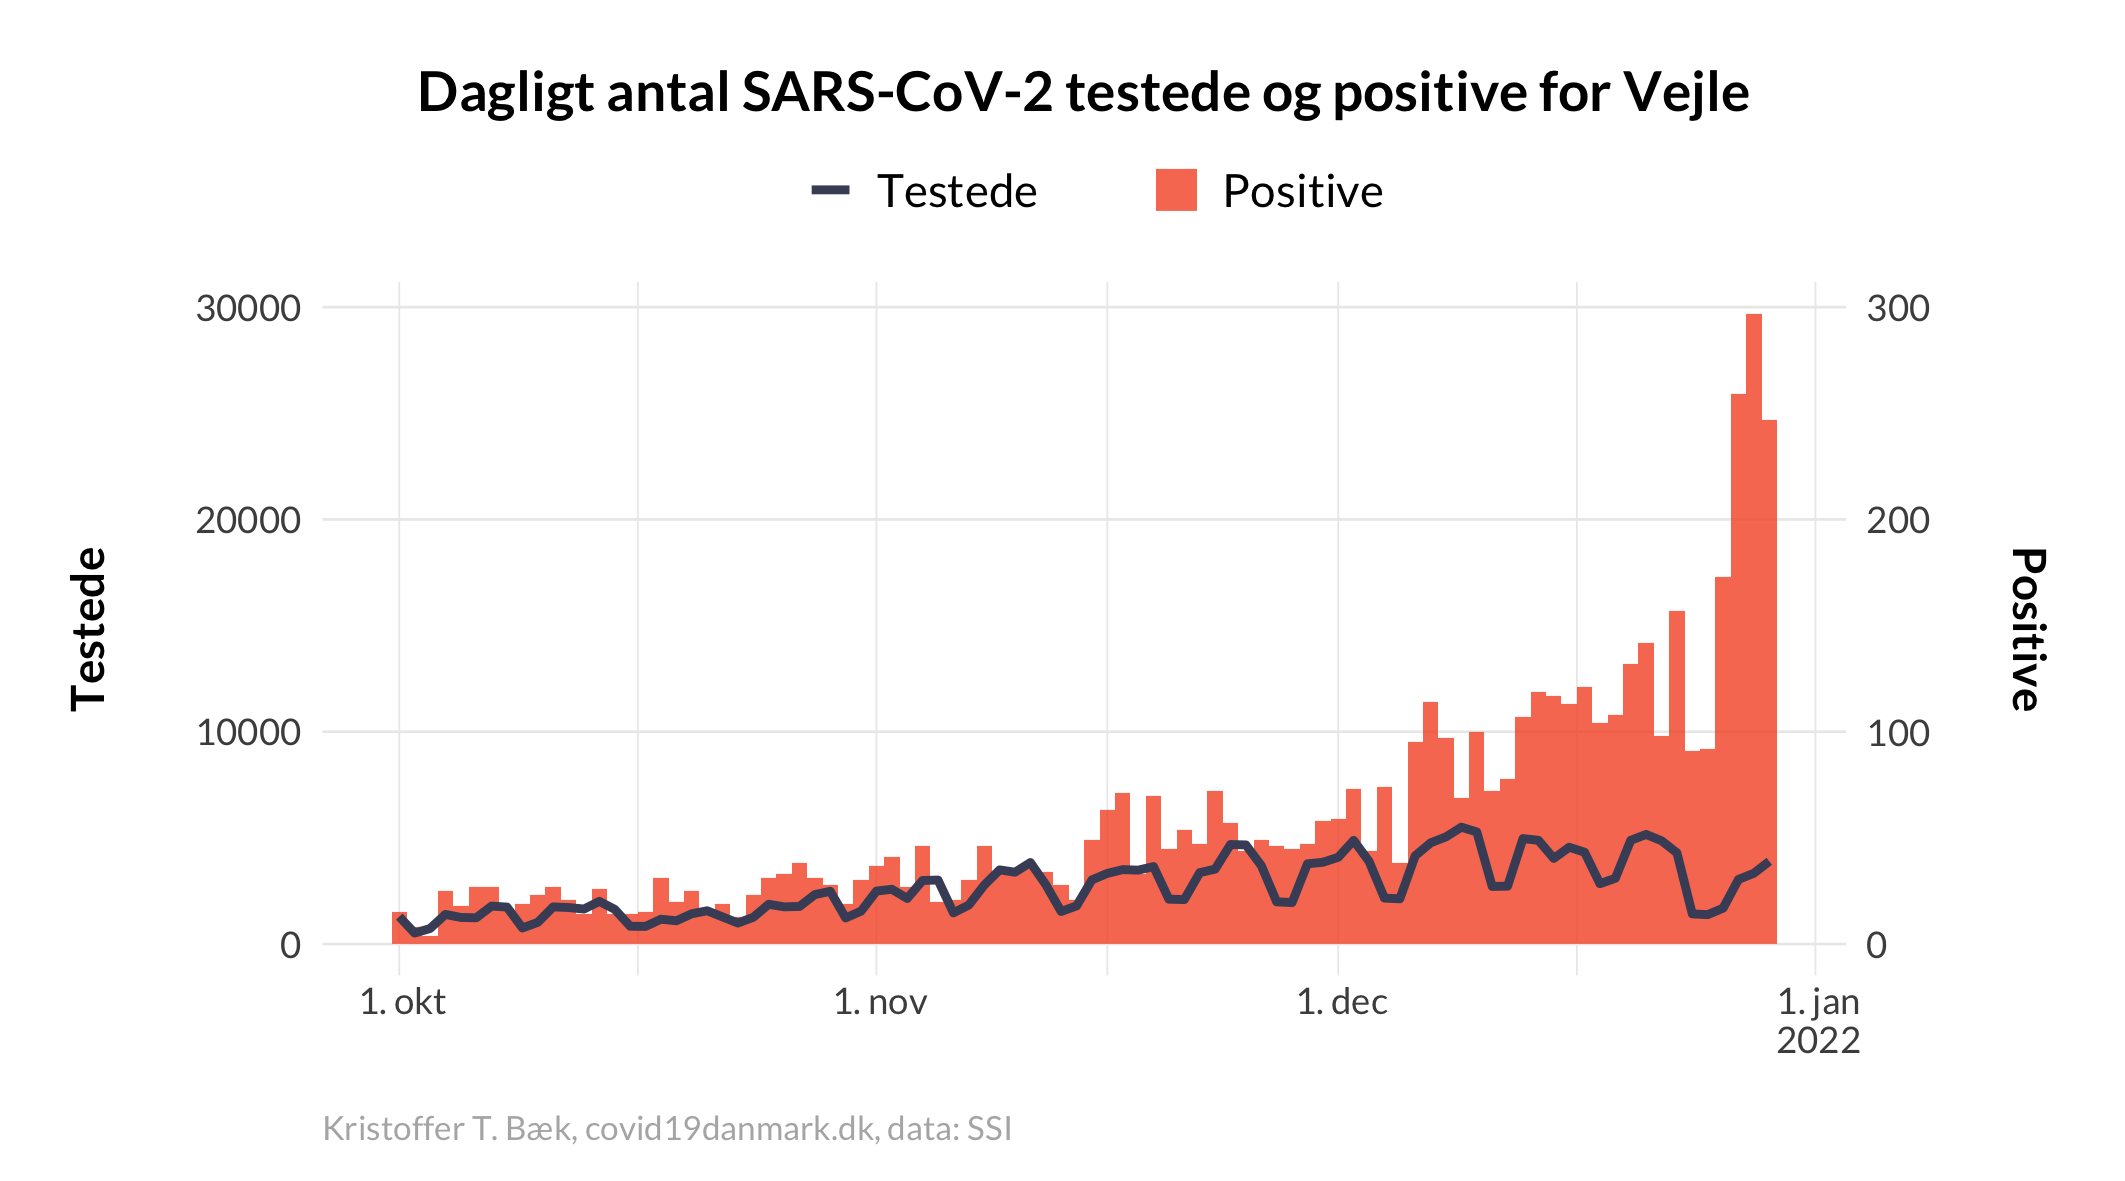 Dagligt antal SARS-CoV-2 testede og positive for Vejle
Testede Positive
30000 300
20000 200
10000 100
0 0
Testede
Positive
1. okt 1. nov 1. dec 1. jan
2022
Kristoffer T. Bæk, covid19danmark.dk, data: SSI